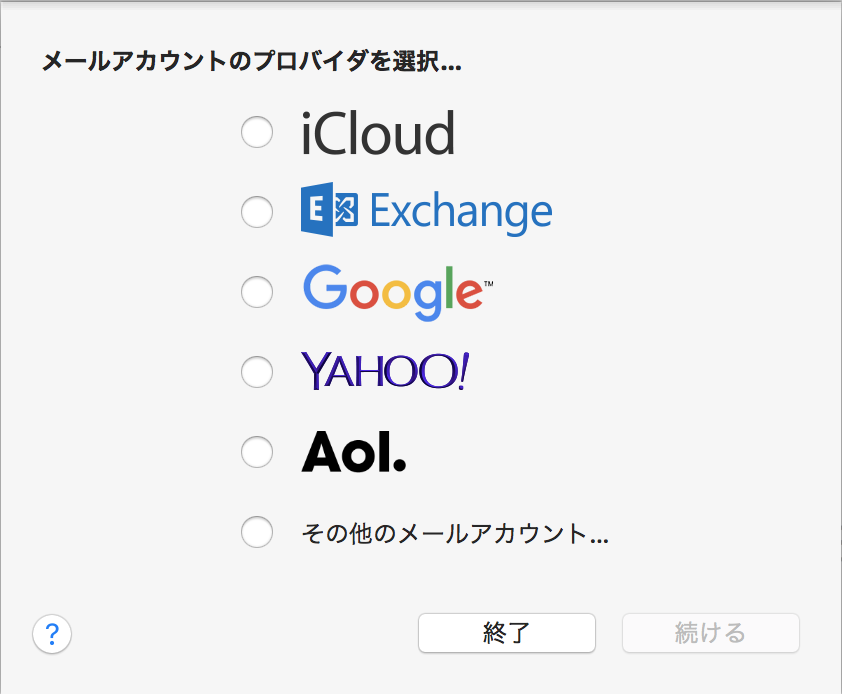 メールアカウントのプロバイダを選択...
iCloud
E Exchange
Google™
YAHOO!
Aol.
その他のメールアカウント...
? 終了 続ける